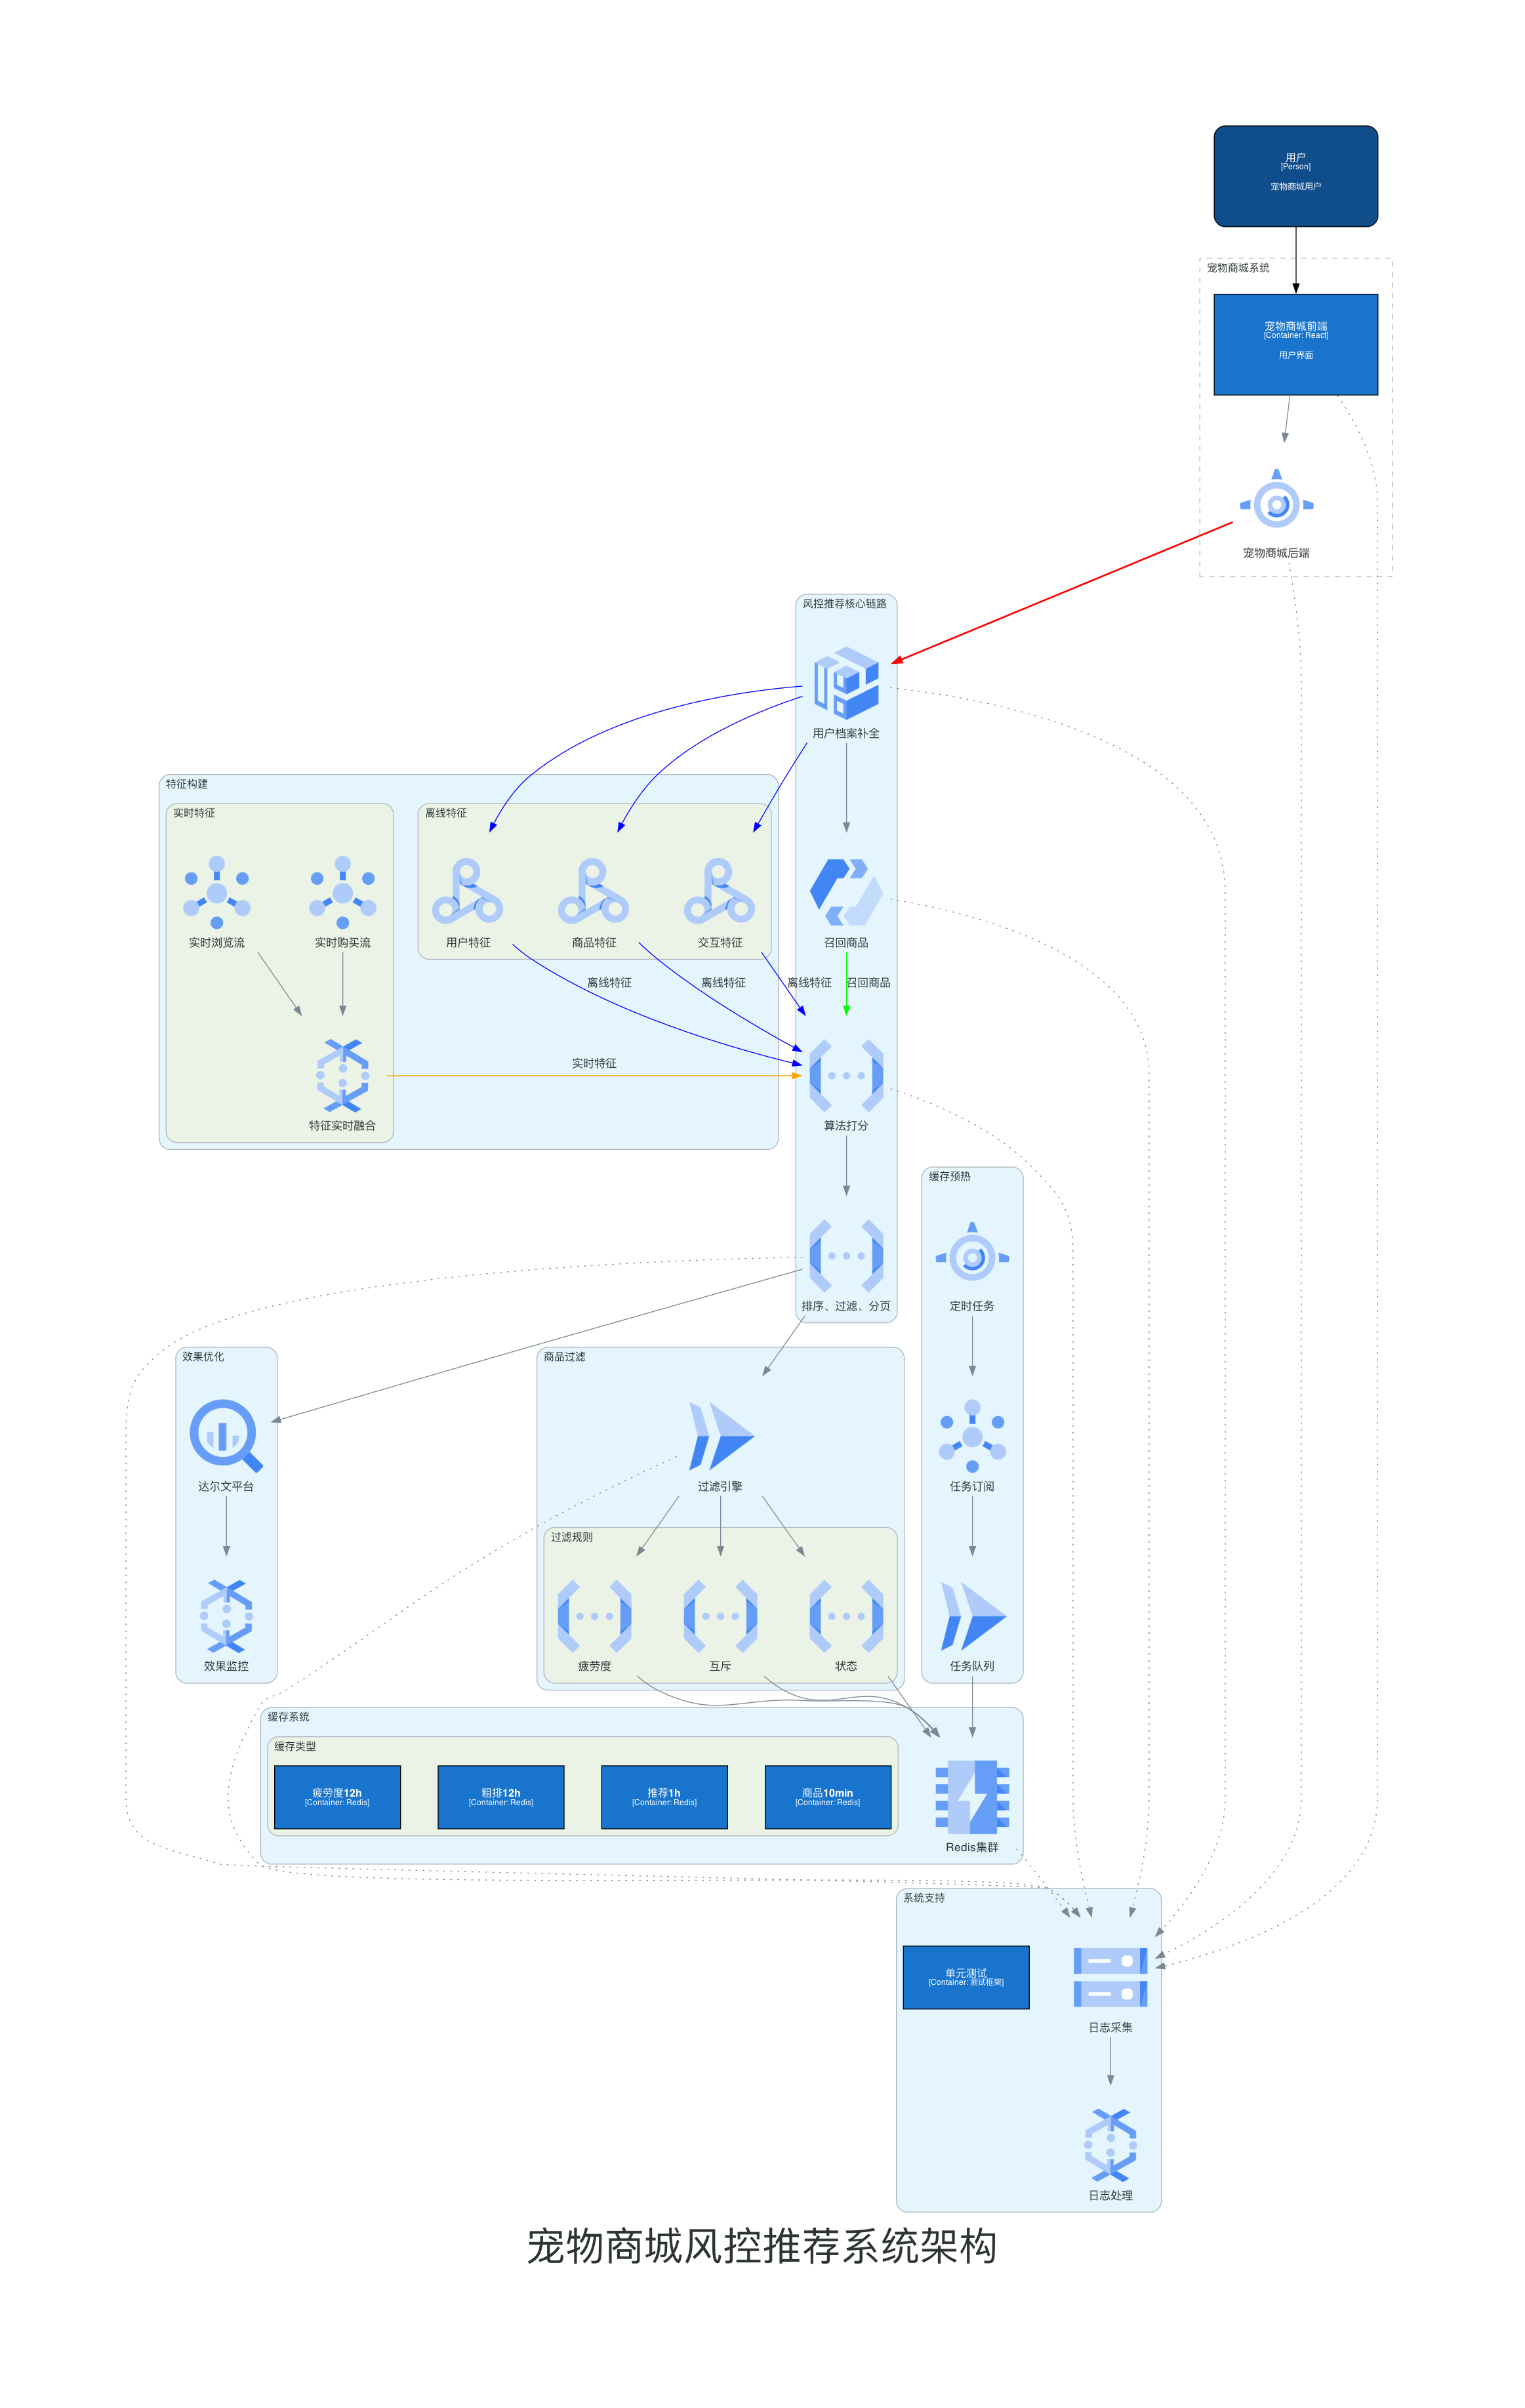 用户
[Person]
宠物商城用户
宠物商城系统
宠物商城前端
[Container: React]
用户界面
宠物商城后端
风控推荐核心链路
用户档案补全
特征构建
实时特征
离线特征
实时浏览流
实时购买流
用户特征
商品特征
交互特征
召回商品
离线特征
离线特征
离线特征
召回商品
实时特征
特征实时融合
算法打分
缓存预热
排序、过滤、分页
定时任务
效果优化
商品过滤
达尔文平台
过滤引擎
任务订阅
过滤规则
效果监控
疲劳度
互斥
状态
任务队列
缓存系统
缓存类型
疲劳度12h
[Container: Redis]
粗排12h
[Container: Redis]
推荐1h
[Container: Redis]
商品10min
[Container: Redis]
Redis集群
系统支持
单元测试
[Container: 测试框架]
日志采集
日志处理
宠物商城风控推荐系统架构